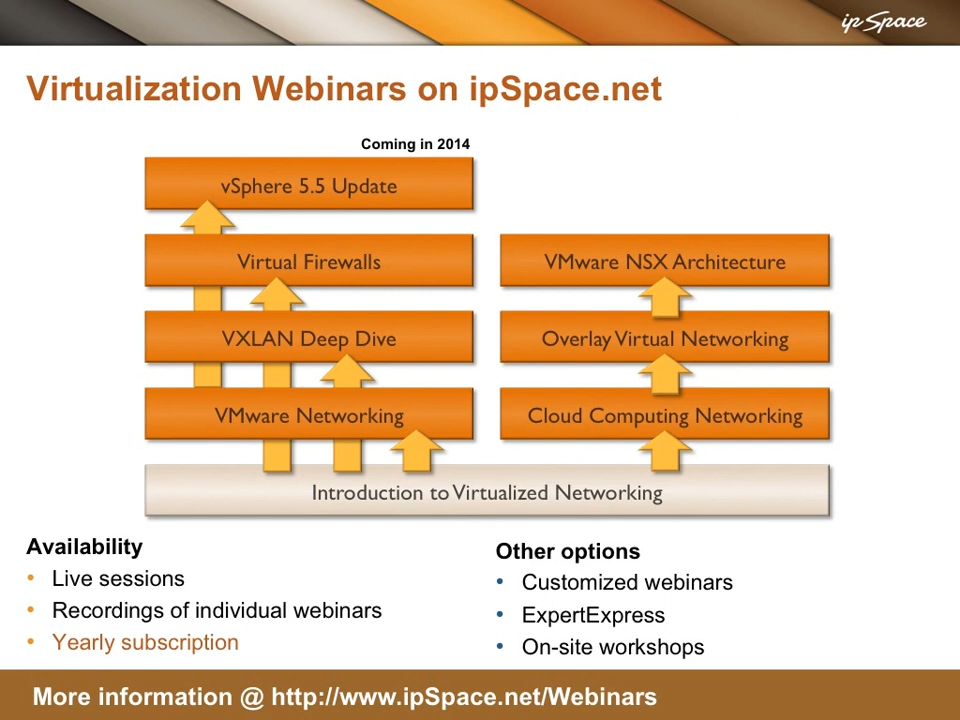 ip Space
Virtualization Webinars on ipSpace.net
Coming in 2014
vSphere 5.5 Update
Virtual Firewalls
VMware NSX Architecture
VXLAN Deep Dive
Overlay Virtual Networking
VMware Networking
Cloud Computing Networking
Introduction to Virtualized Networking
Availability
• Live sessions
• Recordings of individual webinars
• Yearly subscription
Other options
• Customized webinars
• ExpertExpress
• On-site workshops
More information @ http://www.ipSpace.net/Webinars